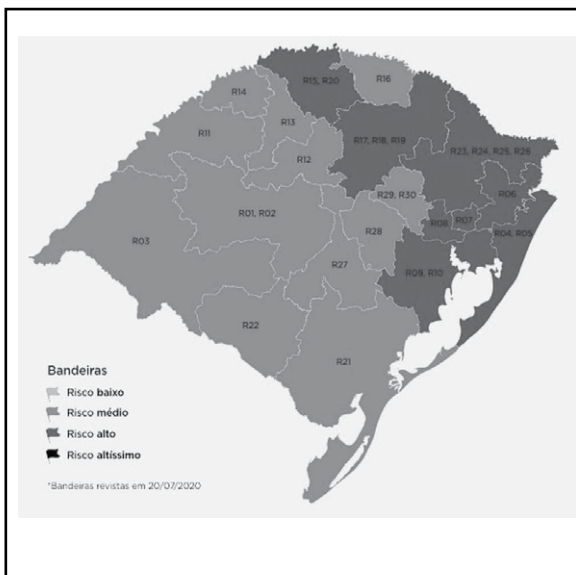 R15, R20
R16
R14
R13
R11
R17, R18, R19
R12
R23, R24, R25, R26
R29, R30
R06
R01, R02
R08
R07
R28
R04, R05
R03
R09, R10
R27
R22
R21
Bandeiras
Risco baixo
Risco médio
Risco alto
Risco altíssimo
*Bandeiras revistas em 20/07/2020